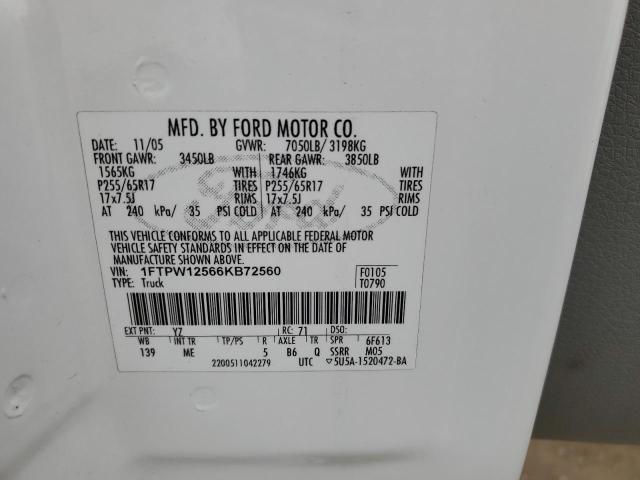 MFD. BY FORD MOTOR CO.
DATE: 11/05 GVWR: 7050LB/ 3198KG
FRONT GAWR: 3450LB REAR GAWR: 3850LB
1565KG WITH 1746KG WITH
P255/65R17 TIRES P255/65R17 TIRES
17x7.5J RIMS 17x7.5J RIMS
AT 240 kPa/ 35 PSI COLD AT 240 kPa/ 35 PSI COLD
THIS VEHICLE CONFORMS TO ALL APPLICABLE FEDERAL MOTOR
VEHICLE SAFETY STANDARDS IN EFFECT ON THE DATE OF
MANUFACTURE SHOWN ABOVE.
VIN: 1FTPW12566KB72560 F0105
TYPE: Truck T0790
EXT PNT: YZ RC: 71 DSO:
WB INT TR TP/PS R AXLE TR SPR 6F613
139 ME 5 B6 Q SSRR M05
2200511042279 UTC ▽5U5A-1520472-BA
Ford